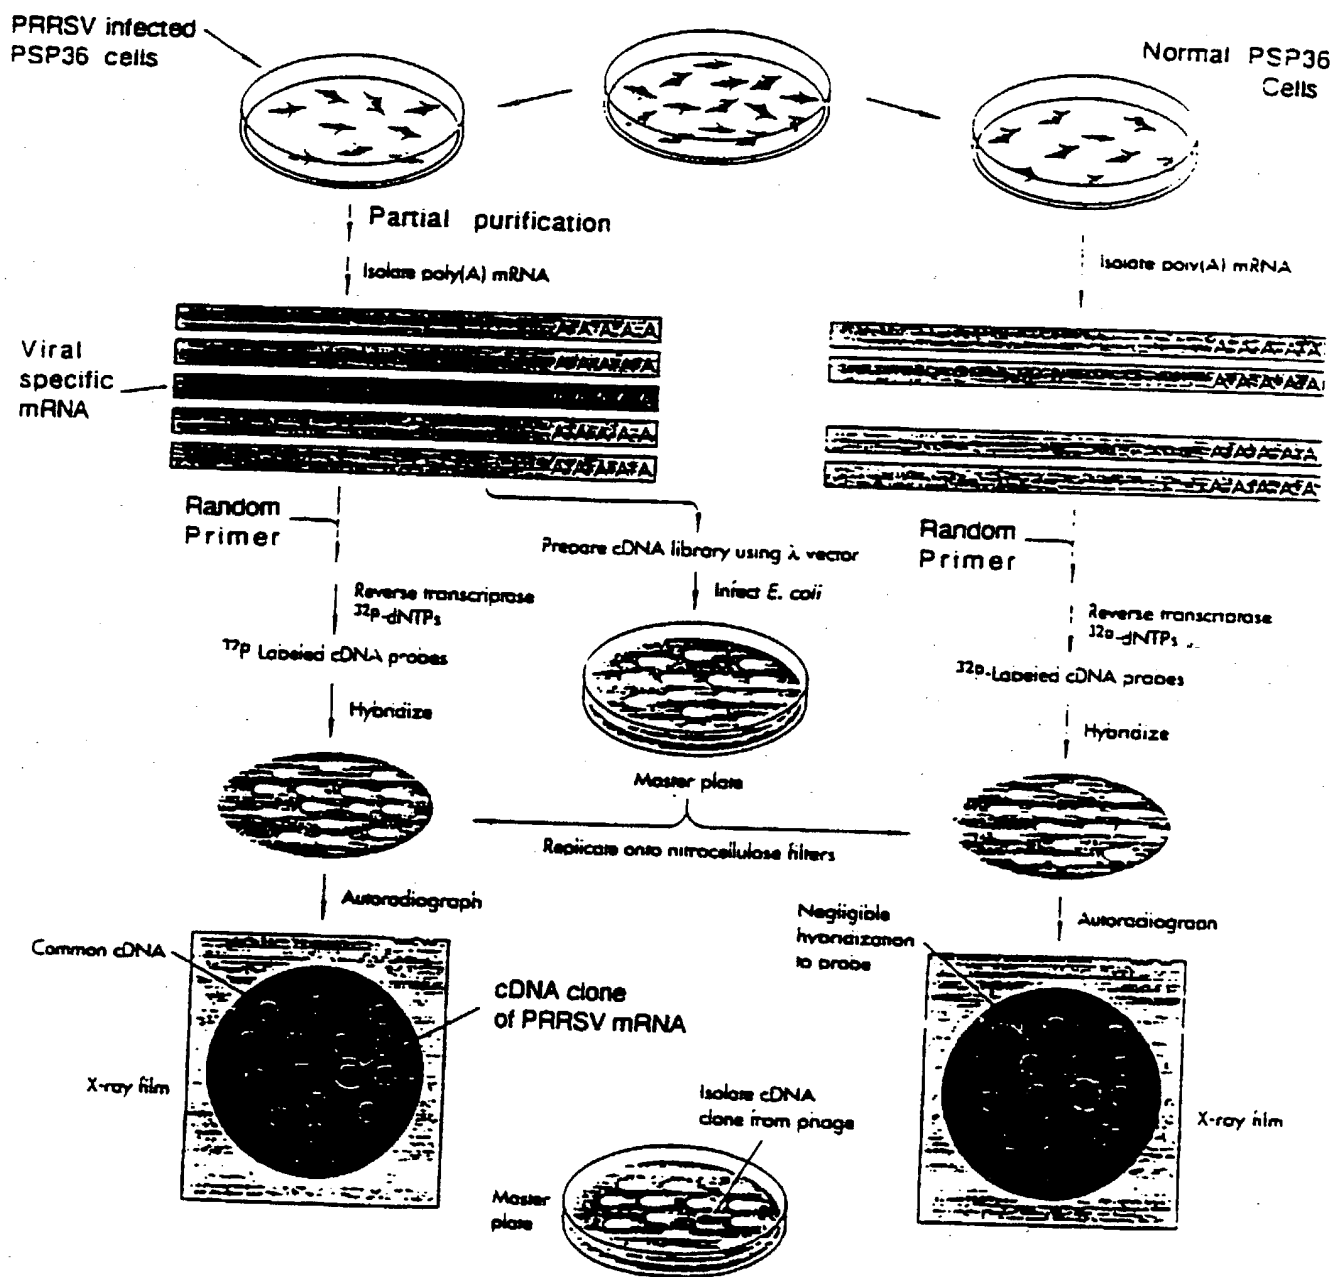 PRRSV infected
PSP36 cells
Normal PSP36
Cells
Partial purification
Isolate poly(A) mRNA
Isolate poly(A) mRNA
Viral
specific
mRNA
A-A-A-A-A
A-A-A-A-A
A-A-A-A-A
A-A-A-A-A
A-A-A-A-A
A-A-A-A-A
A-A-A-A-A
A-A-A-A-A
Random
Primer
Prepare cDNA library using λ vector
Infect E. coli
Random
Primer
Reverse transcriptase
32P-dNTPs
32P Labeled cDNA probes
Hybridize
Reverse transcriptase
32P-dNTPs
32P-Labeled cDNA probes
Hybridize
Master plate
Replicate onto nitrocellulose filters
Autoradiograph
Autoradiograph
Common cDNA
cDNA clone
of PRRSV mRNA
X-ray film
Negligible
hybridization
to probe
X-ray film
Isolate cDNA
clone from phage
Master
plate